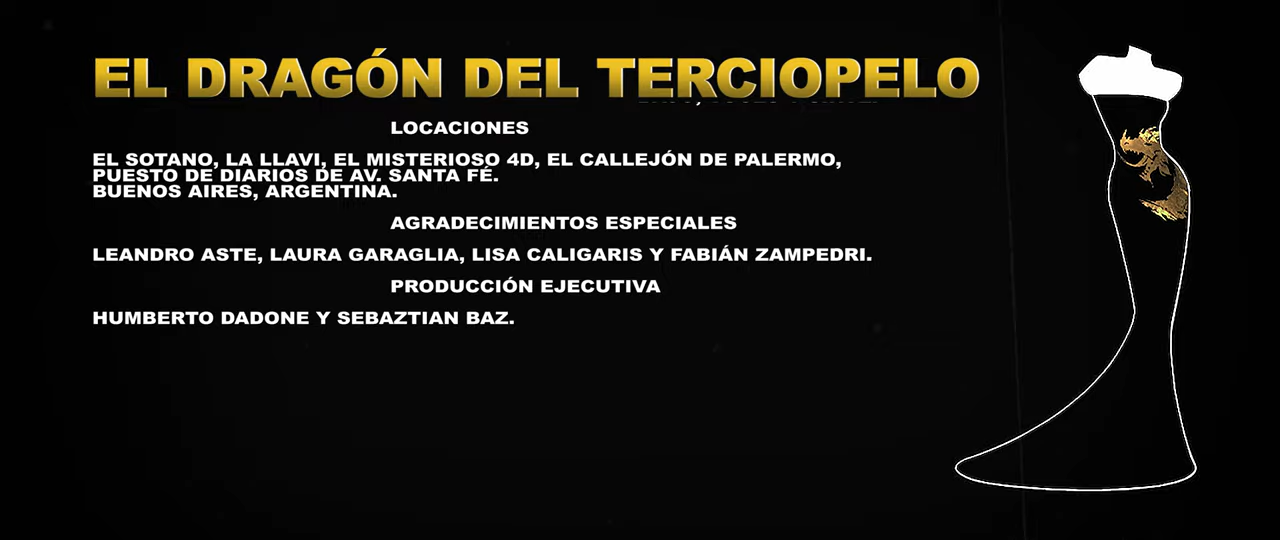 EL DRAGÓN DEL TERCIOPELO
LOCACIONES
EL SOTANO, LA LLAVI, EL MISTERIOSO 4D, EL CALLEJÓN DE PALERMO,
PUESTO DE DIARIOS DE AV. SANTA FÉ.
BUENOS AIRES, ARGENTINA.
AGRADECIMIENTOS ESPECIALES
LEANDRO ASTE, LAURA GARAGLIA, LISA CALIGARIS Y FABIÁN ZAMPEDRI.
PRODUCCIÓN EJECUTIVA
HUMBERTO DADONE Y SEBAZTIAN BAZ.